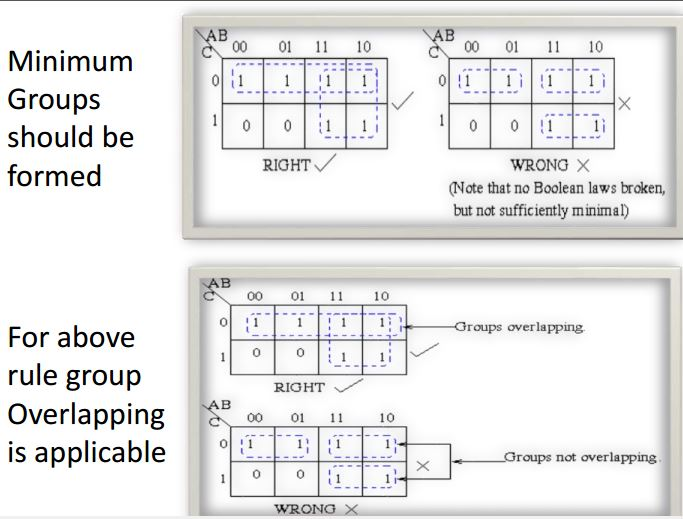 Minimum
Groups
should be
formed
AB
C
00 01 11 10
0 1 1 1 1
1 0 0 1 1
RIGHT
AB
C
00 01 11 10
0 1 1 1 1
1 0 0 1 1
WRONG
(Note that no Boolean laws broken,
but not sufficiently minimal)
For above
rule group
Overlapping
is applicable
AB
C
00 01 11 10
0 1 1 1 1
Groups overlapping.
1 0 0 1 1
RIGHT
AB
C
00 01 11 10
0 1 1 1 1
Groups not overlapping.
1 0 0 1 1
WRONG